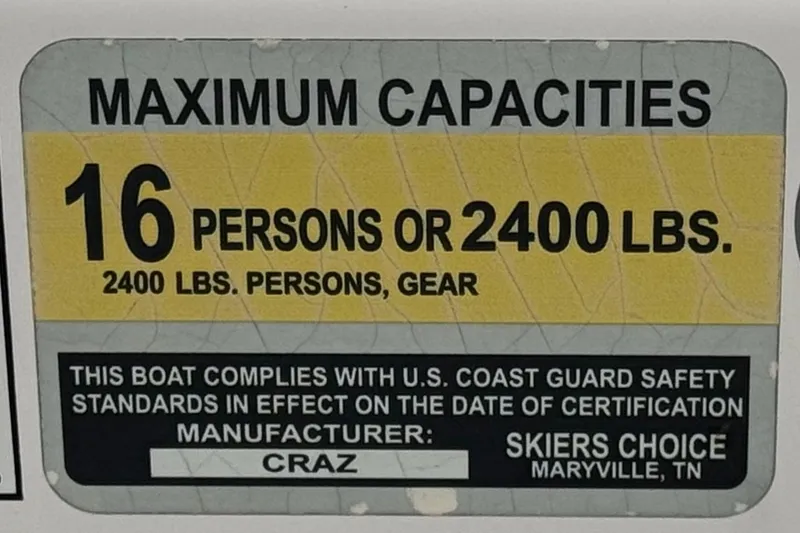 MAXIMUM CAPACITIES
16 PERSONS OR 2400 LBS.
2400 LBS. PERSONS, GEAR
THIS BOAT COMPLIES WITH U.S. COAST GUARD SAFETY
STANDARDS IN EFFECT ON THE DATE OF CERTIFICATION
MANUFACTURER:
CRAZ
SKIERS CHOICE
MARYVILLE, TN